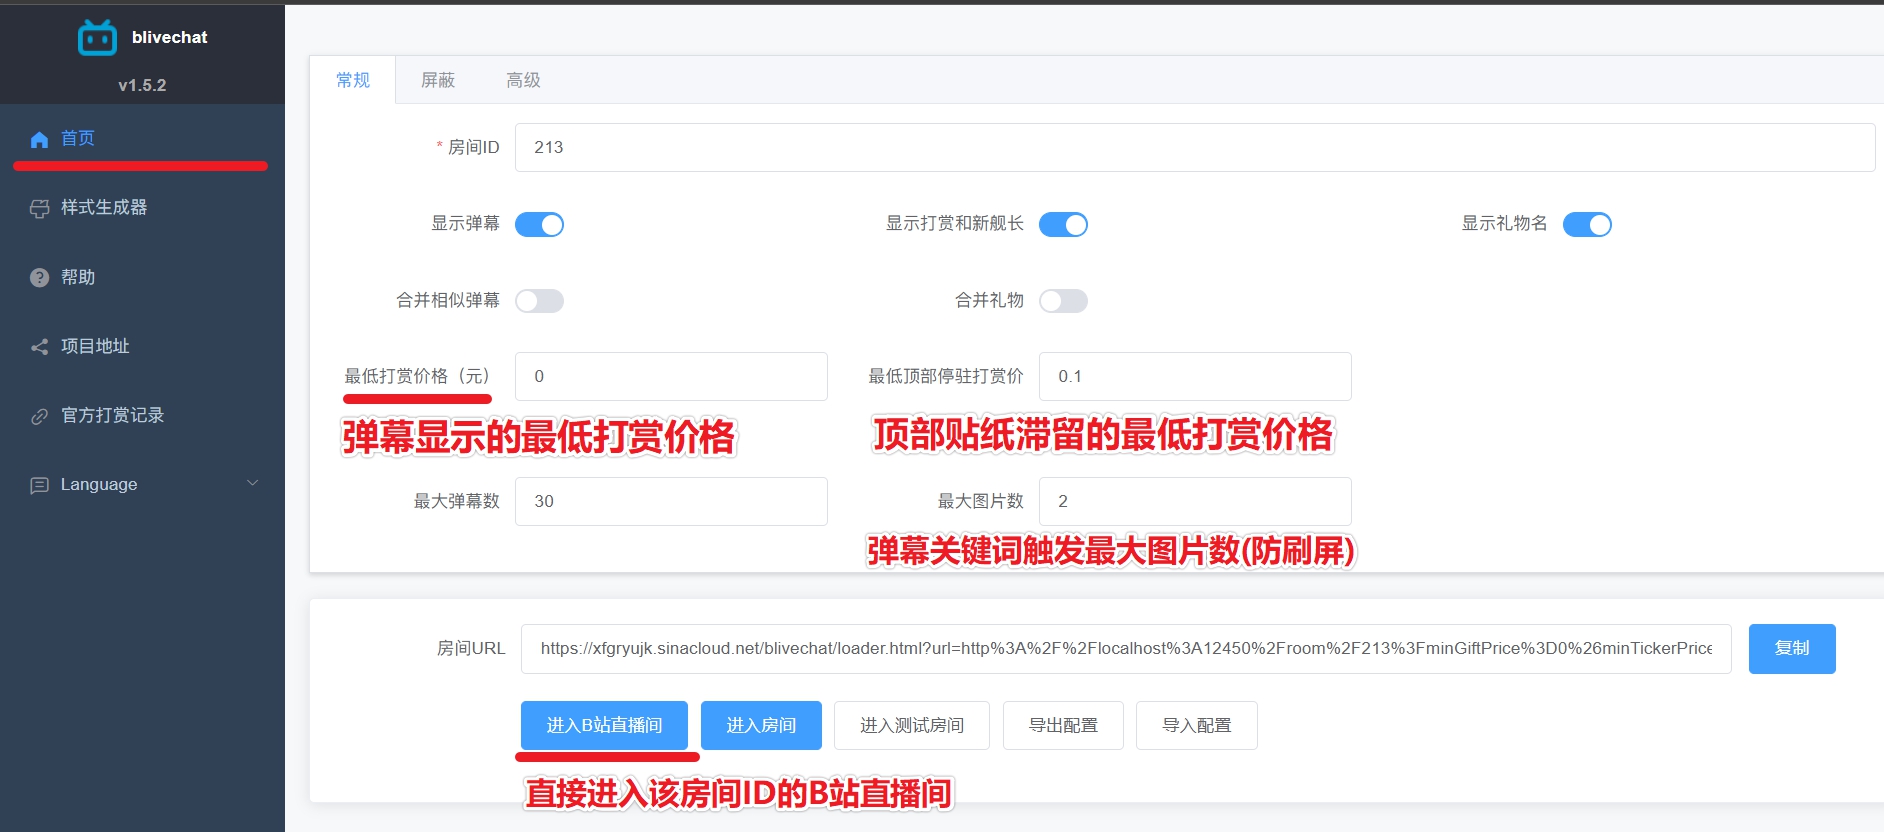 blivechat
v1.5.2
首页
样式生成器
帮助
项目地址
官方打赏记录
Language
常规 屏蔽 高级
* 房间ID 213
显示弹幕 显示打赏和新舰长 显示礼物名
合并相似弹幕 合并礼物
最低打赏价格（元） 0 最低顶部停驻打赏价 0.1
弹幕显示的最低打赏价格 顶部贴纸滞留的最低打赏价格
最大弹幕数 30 最大图片数 2
弹幕关键词触发最大图片数(防刷屏)
房间URL https://xfgryujk.sinacloud.net/blivechat/loader.html?url=http%3A%2F%2Flocalhost%3A12450%2Froom%2F213%3FminGiftPrice%3D0%26minTickerPrice 复制
进入B站直播间 进入房间 进入测试房间 导出配置 导入配置
直接进入该房间ID的B站直播间